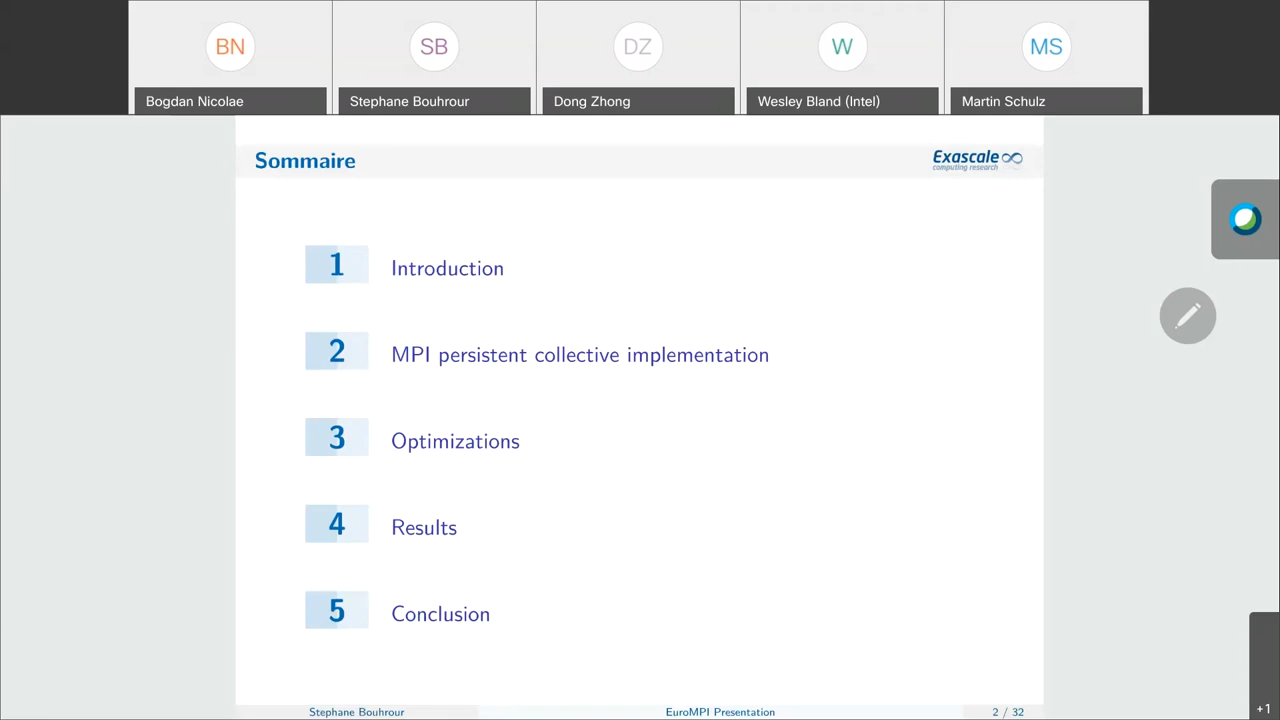 BN
SB
DZ
W
MS
Bogdan Nicolae
Stephane Bouhrour
Dong Zhong
Wesley Bland (Intel)
Martin Schulz
Sommaire
Exascale
computing research
1 Introduction
2 MPI persistent collective implementation
3 Optimizations
4 Results
5 Conclusion
Stephane Bouhrour
EuroMPI Presentation
2 / 32
+1